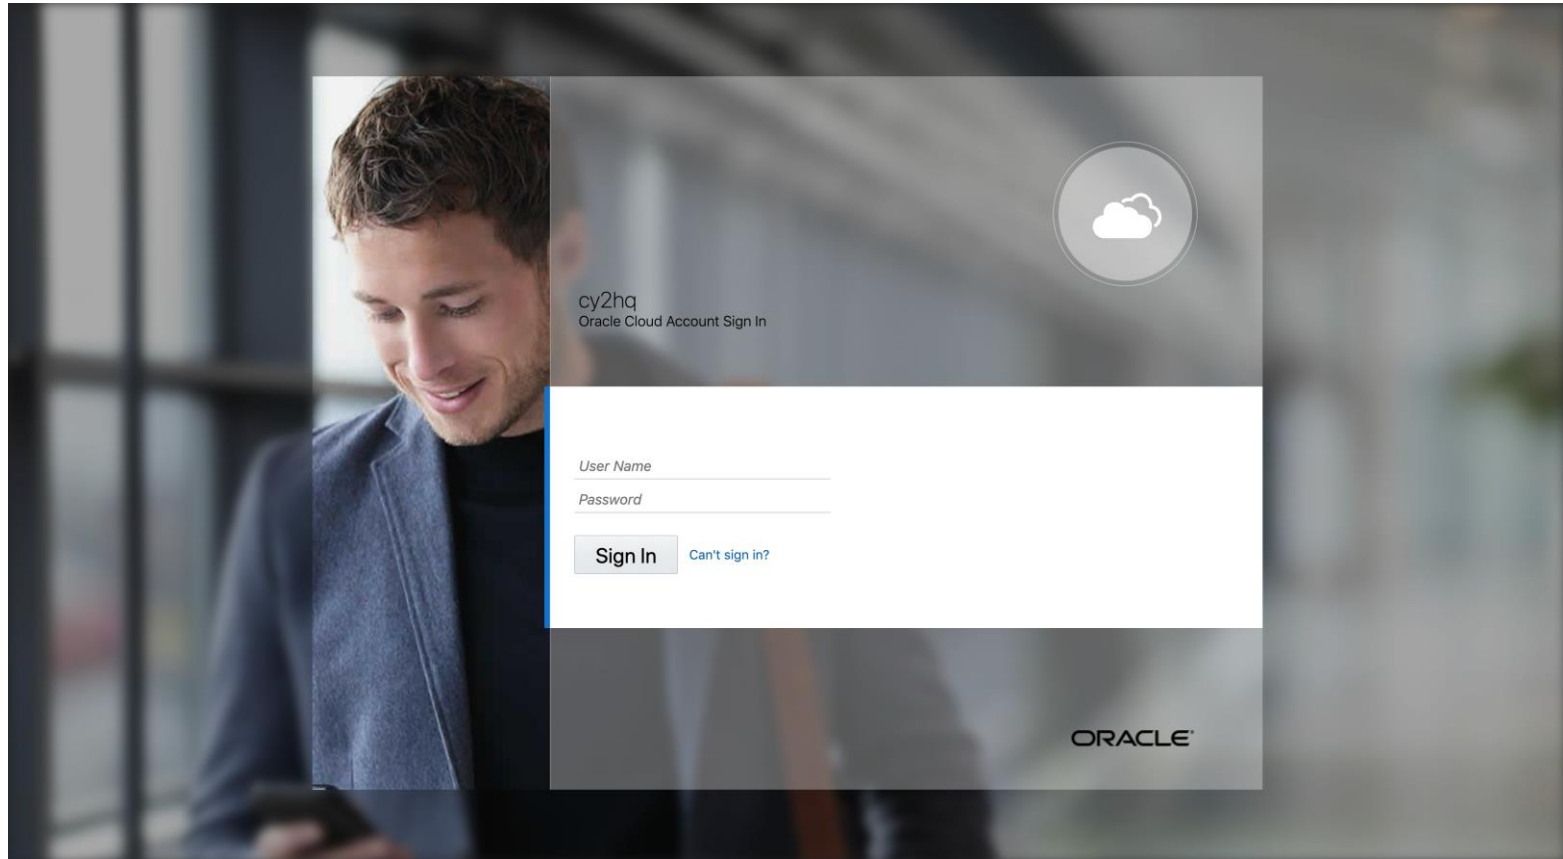 cy2hq
Oracle Cloud Account Sign In
User Name
Password
Sign In Can't sign in?
ORACLE®